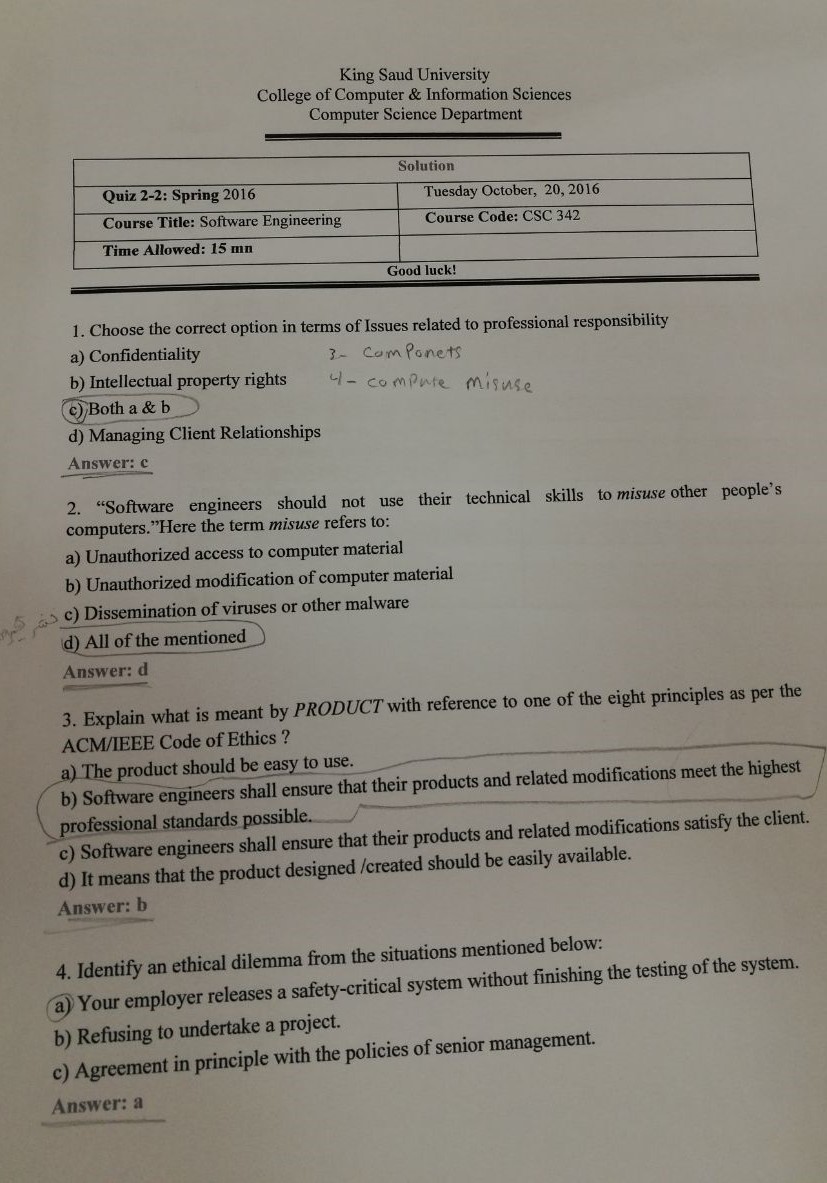 King Saud University
College of Computer & Information Sciences
Computer Science Department
Solution
Quiz 2-2: Spring 2016 Tuesday October, 20, 2016
Course Title: Software Engineering Course Code: CSC 342
Time Allowed: 15 mn
Good luck!
1. Choose the correct option in terms of Issues related to professional responsibility
a) Confidentiality 3-ComPonets
b) Intellectual property rights 4- compute misuse
c) Both a & b
d) Managing Client Relationships
Answer: c
2. “Software engineers should not use their technical skills to misuse other people’s
computers.”Here the term misuse refers to:
a) Unauthorized access to computer material
b) Unauthorized modification of computer material
c) Dissemination of viruses or other malware
d) All of the mentioned
Answer: d
3. Explain what is meant by PRODUCT with reference to one of the eight principles as per the
ACM/IEEE Code of Ethics ?
a) The product should be easy to use.
b) Software engineers shall ensure that their products and related modifications meet the highest
professional standards possible.
c) Software engineers shall ensure that their products and related modifications satisfy the client.
d) It means that the product designed /created should be easily available.
Answer: b
4. Identify an ethical dilemma from the situations mentioned below:
a) Your employer releases a safety-critical system without finishing the testing of the system.
b) Refusing to undertake a project.
c) Agreement in principle with the policies of senior management.
Answer: a